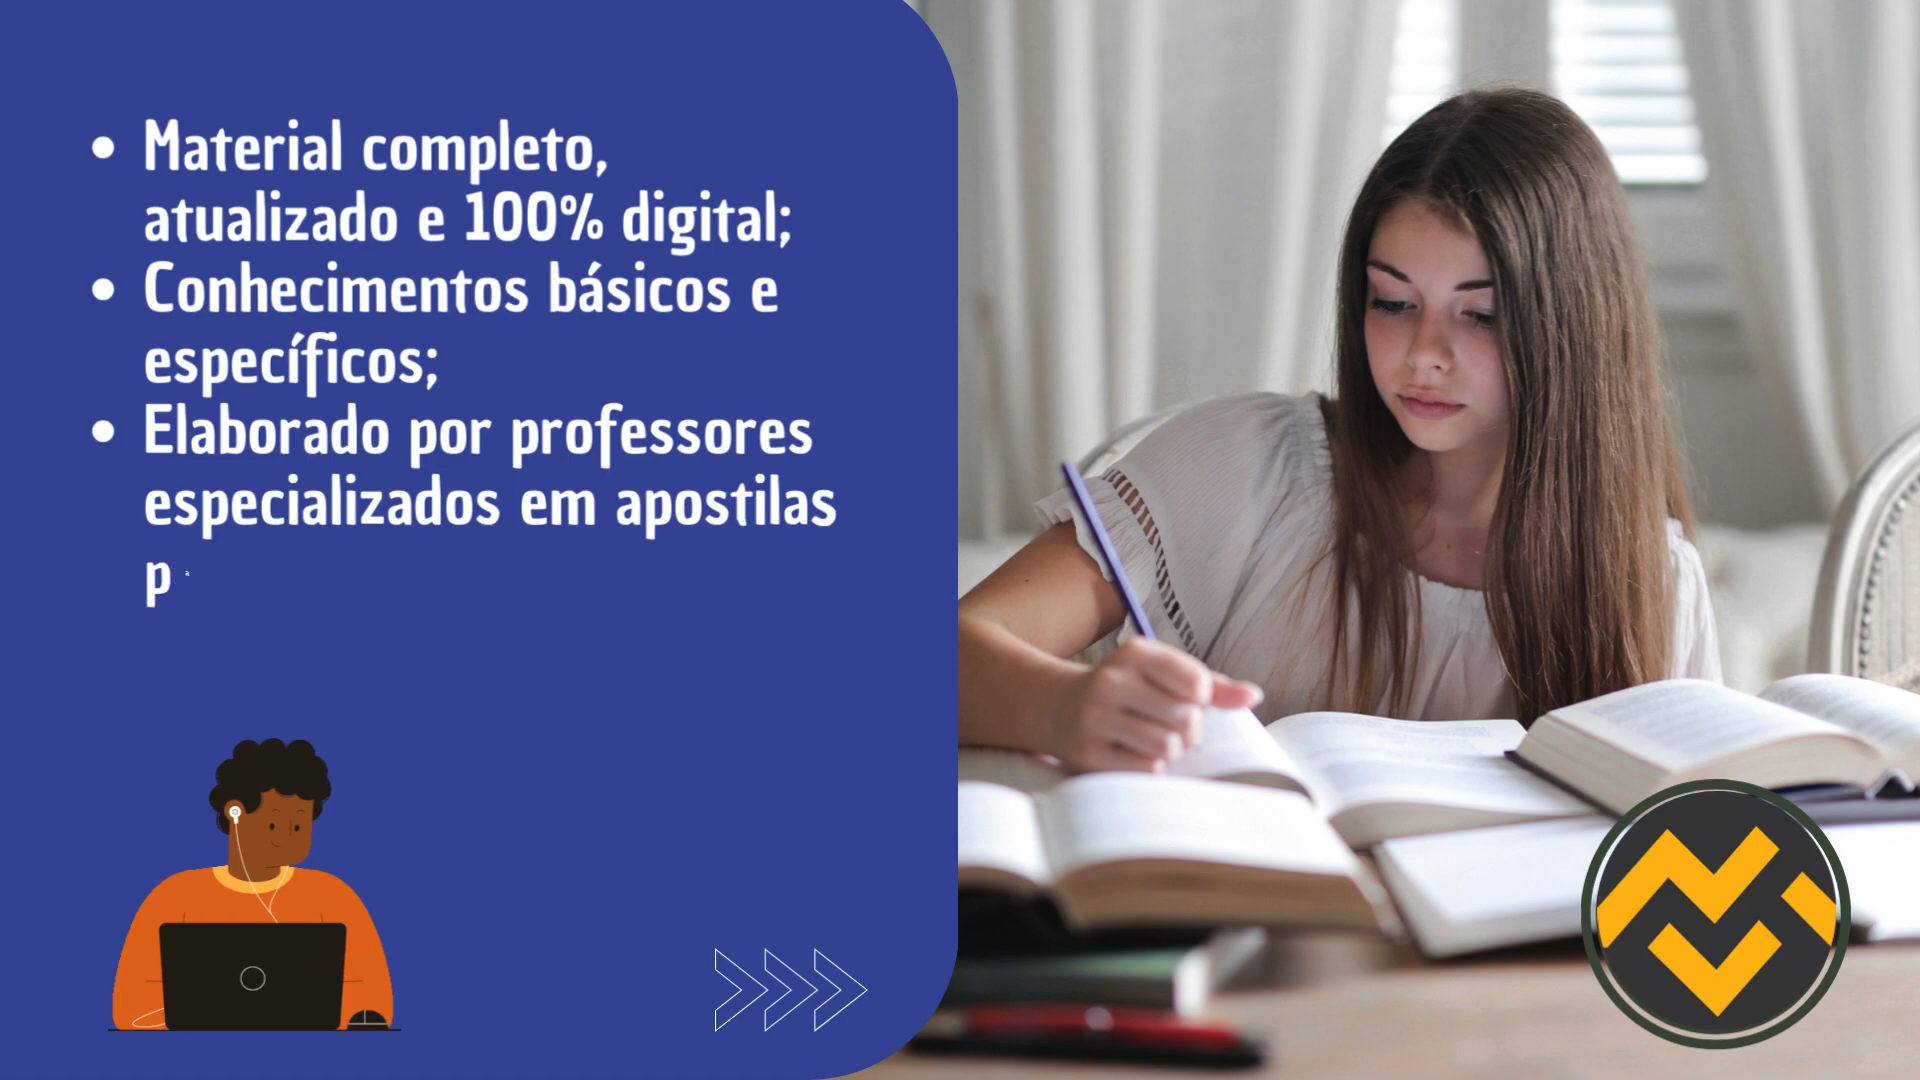 • Material completo,
atualizado e 100% digital;
• Conhecimentos básicos e
específicos;
• Elaborado por professores
especializados em apostilas
p a